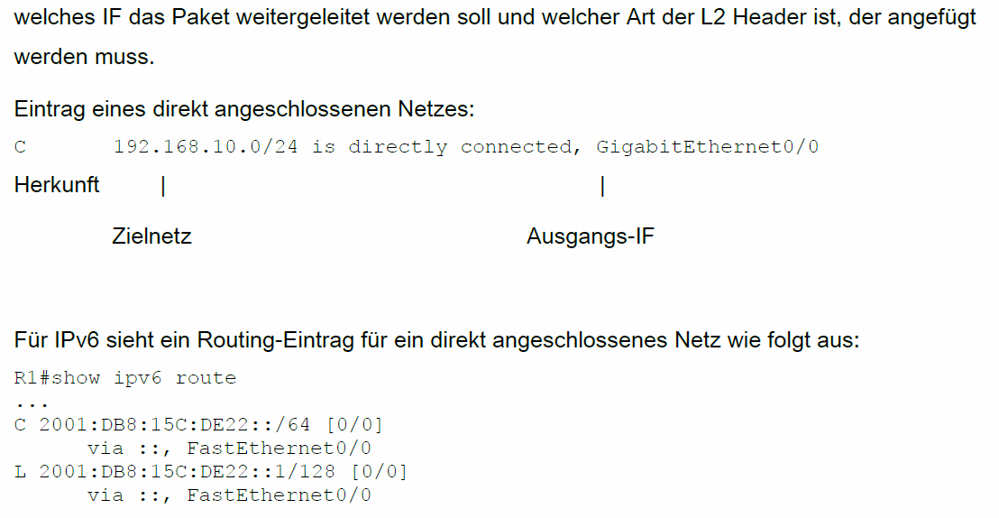 welches IF das Paket weitergeleitet werden soll und welcher Art der L2 Header ist, der angefügt
werden muss.
Eintrag eines direkt angeschlossenen Netzes:
C 192.168.10.0/24 is directly connected, GigabitEthernet0/0
Herkunft | |
Zielnetz Ausgangs-IF
Für IPv6 sieht ein Routing-Eintrag für ein direkt angeschlossenes Netz wie folgt aus:
R1#show ipv6 route
...
C 2001:DB8:15C:DE22::/64 [0/0]
via ::, FastEthernet0/0
L 2001:DB8:15C:DE22::1/128 [0/0]
via ::, FastEthernet0/0